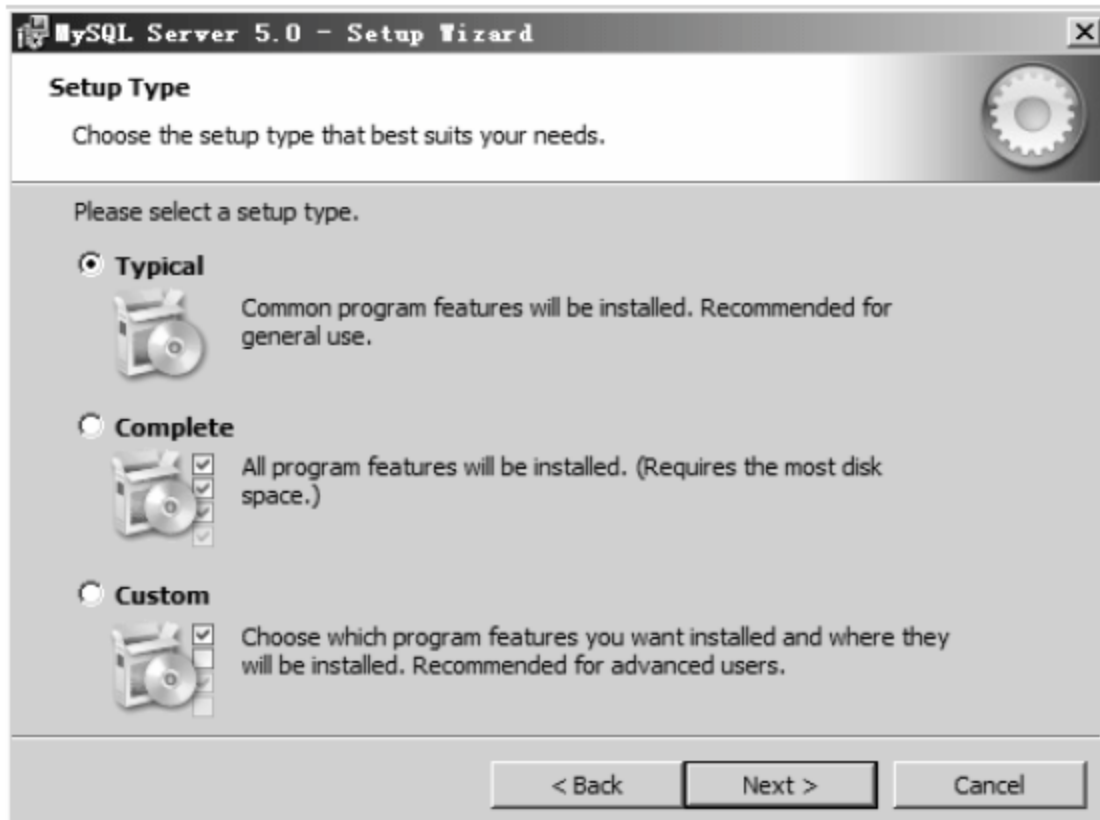 MySQL Server 5.0 - Setup Wizard
Setup Type
Choose the setup type that best suits your needs.
Please select a setup type.
Typical
Common program features will be installed. Recommended for
general use.
Complete
All program features will be installed. (Requires the most disk
space.)
Custom
Choose which program features you want installed and where they
will be installed. Recommended for advanced users.
< Back
Next >
Cancel